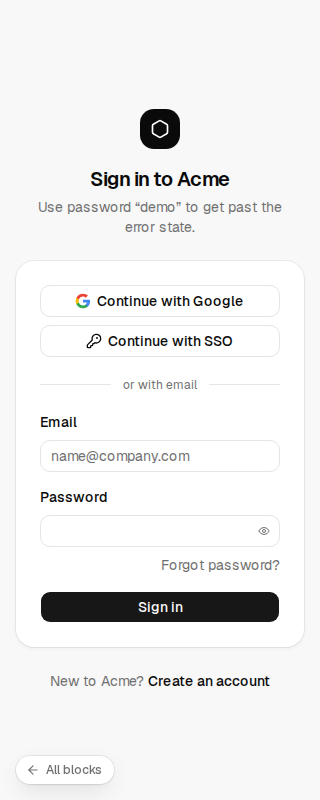 Sign in to Acme
Use password “demo” to get past the
error state.
Continue with Google
Continue with SSO
or with email
Email
name@company.com
Password
Forgot password?
Sign in
New to Acme? Create an account
All blocks